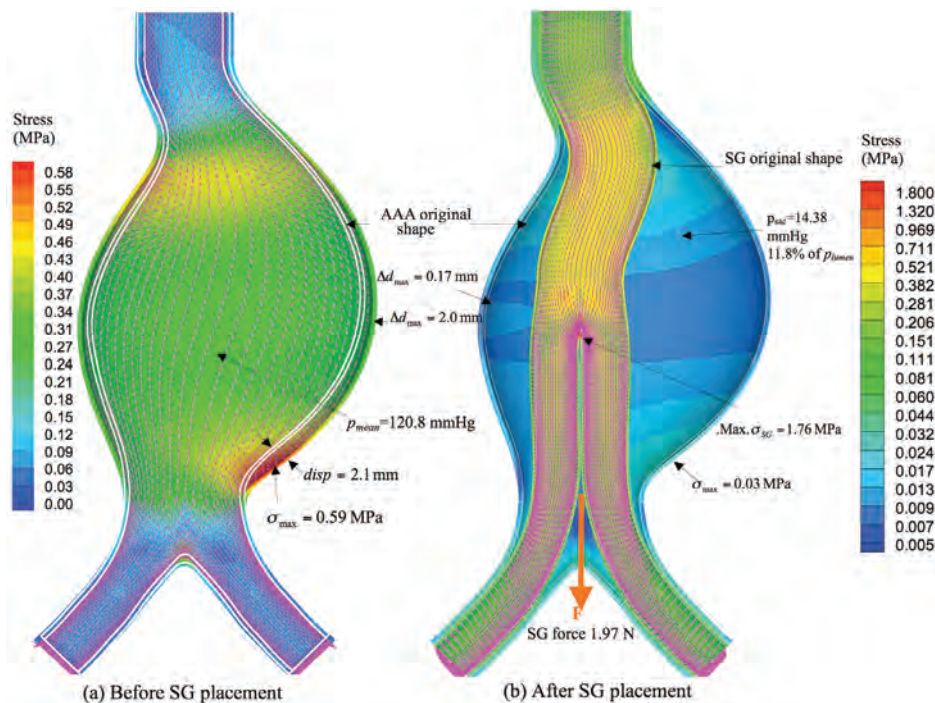 Stress
(MPa)
0.58
0.55
0.52
0.49
0.46
0.43
0.40
0.37
0.34
0.31
0.27
0.24
0.21
0.18
0.15
0.12
0.09
0.06
0.03
0.00
AAA original
shape
Δd_max = 0.17 mm
Δd_max = 2.0 mm
p_mean=120.8 mmHg
disp = 2.1 mm
σ_max = 0.59 MPa
(a) Before SG placement
SG original shape
p_sac=14.38
mmHg
11.8% of p_lumen
.Max. σ_SG = 1.76 MPa
σ_max = 0.03 MPa
F
SG force 1.97 N
(b) After SG placement
Stress
(MPa)
1.800
1.320
0.969
0.711
0.521
0.382
0.281
0.206
0.151
0.111
0.081
0.060
0.044
0.032
0.024
0.017
0.013
0.009
0.007
0.005